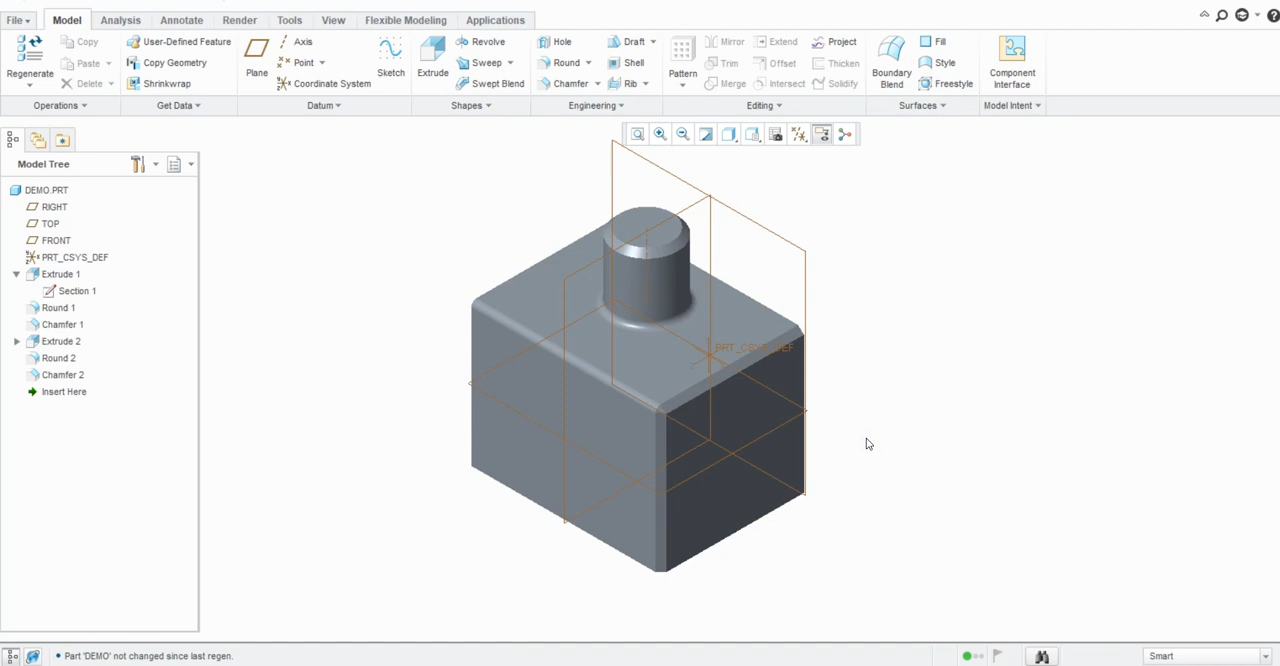 File Model Analysis Annotate Render Tools View Flexible Modeling Applications
Regenerate Copy Paste Delete
User-Defined Feature Copy Geometry Shrinkwrap
Plane Axis Point Coordinate System Sketch
Extrude Revolve Sweep Swept Blend
Hole Round Chamfer Draft Shell Rib
Pattern Mirror Trim Merge Extend Offset Intersect Project Thicken Solidify
Boundary Blend Fill Style Freestyle
Component Interface
Operations Get Data Datum Shapes Engineering Editing Surfaces Model Intent
Model Tree
DEMO.PRT
RIGHT
TOP
FRONT
PRT_CSYS_DEF
Extrude 1
Section 1
Round 1
Chamfer 1
Extrude 2
Round 2
Chamfer 2
Insert Here
PRT_CSYS_DEF
Part 'DEMO' not changed since last regen.
Smart